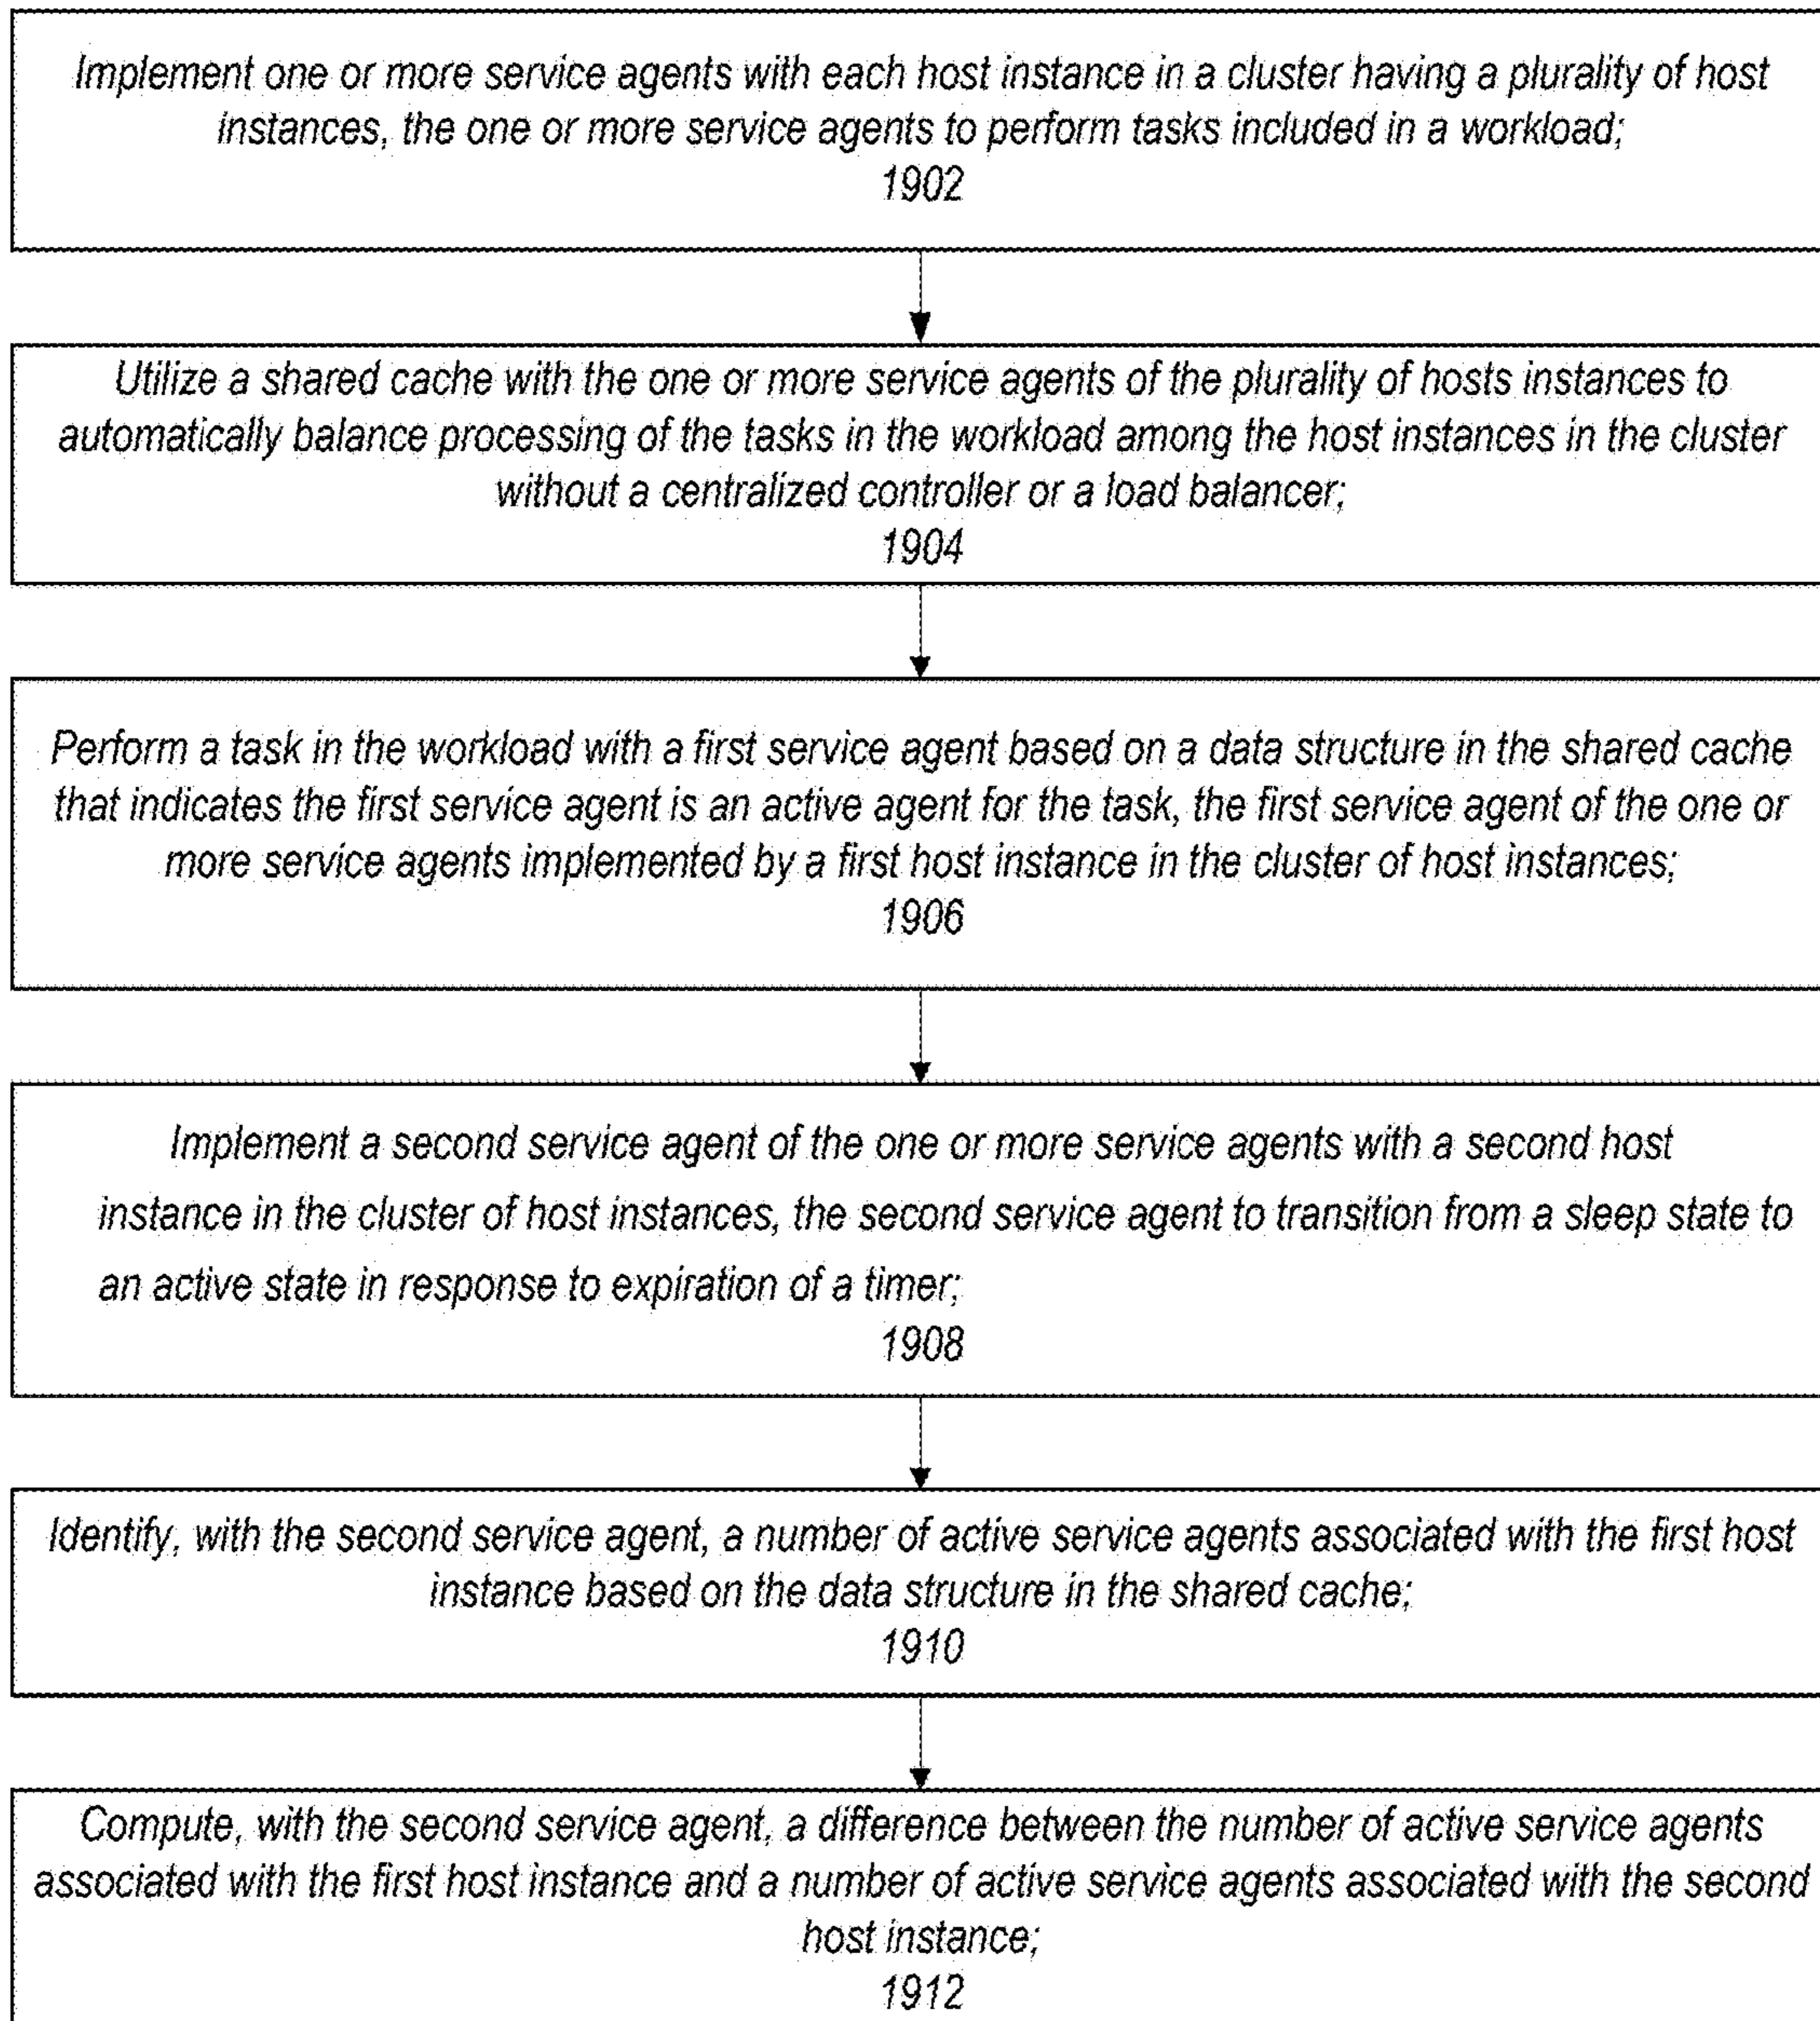 Implement one or more service agents with each host instance in a cluster having a plurality of host
instances, the one or more service agents to perform tasks included in a workload;
1902
Utilize a shared cache with the one or more service agents of the plurality of hosts instances to
automatically balance processing of the tasks in the workload among the host instances in the cluster
without a centralized controller or a load balancer;
1904
Perform a task in the workload with a first service agent based on a data structure in the shared cache
that indicates the first service agent is an active agent for the task, the first service agent of the one or
more service agents implemented by a first host instance in the cluster of host instances;
1906
Implement a second service agent of the one or more service agents with a second host
instance in the cluster of host instances, the second service agent to transition from a sleep state to
an active state in response to expiration of a timer;
1908
Identify, with the second service agent, a number of active service agents associated with the first host
instance based on the data structure in the shared cache;
1910
Compute, with the second service agent, a difference between the number of active service agents
associated with the first host instance and a number of active service agents associated with the second
host instance;
1912